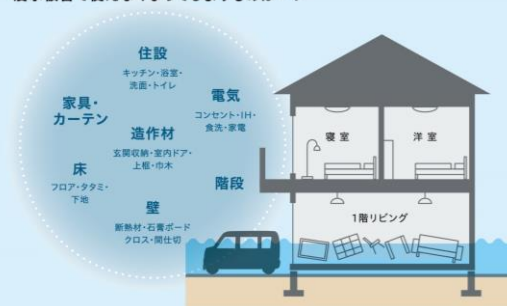 住設
キッチン・浴室・
洗面・トイレ
家具・
カーテン
電気
コンセント・IH・
食洗・家電
造作材
玄関収納・室内ドア・
上框・巾木
床
フロア・タタミ・
下地
階段
壁
断熱材・石膏ボード
クロス・間仕切
寝室
洋室
1階リビング